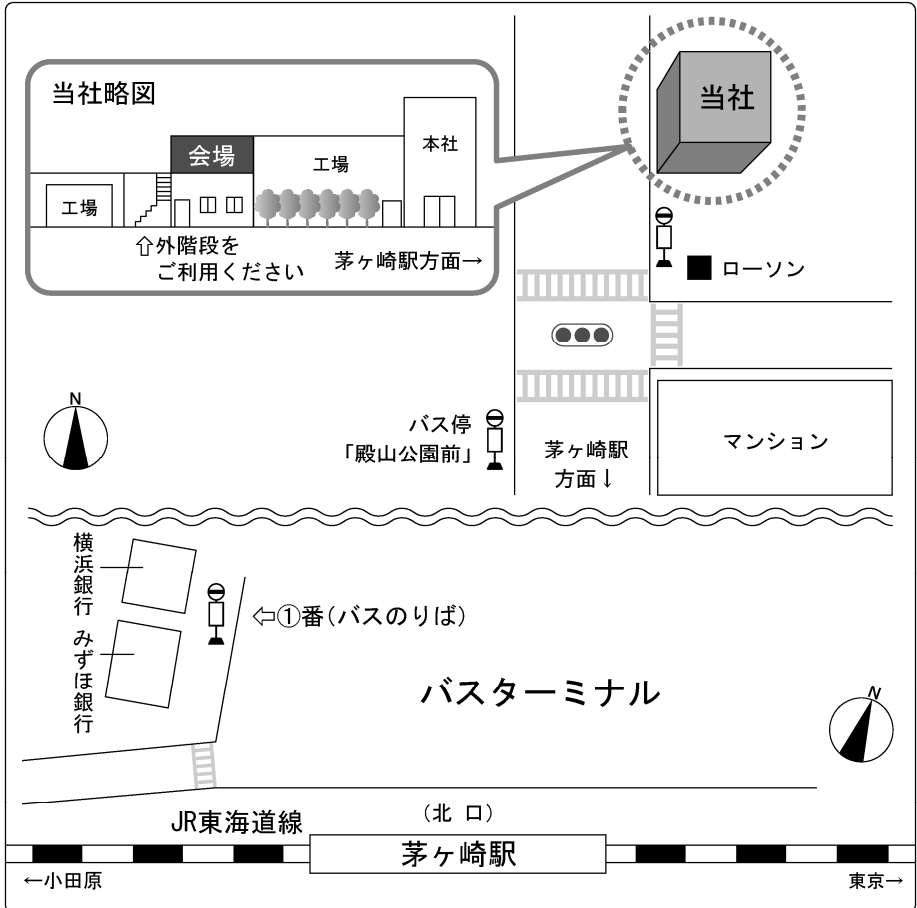 当社略図
会場
工場
本社
工場
⇧外階段を
ご利用ください
茅ヶ崎駅方面→
当社
ローソン
N
バス停
「殿山公園前」
茅ヶ崎駅
方面↓
マンション
横浜銀行
みずほ銀行
⇦①番(バスのりば)
バスターミナル
N
JR東海道線
(北 口)
茅ヶ崎駅
←小田原
東京→